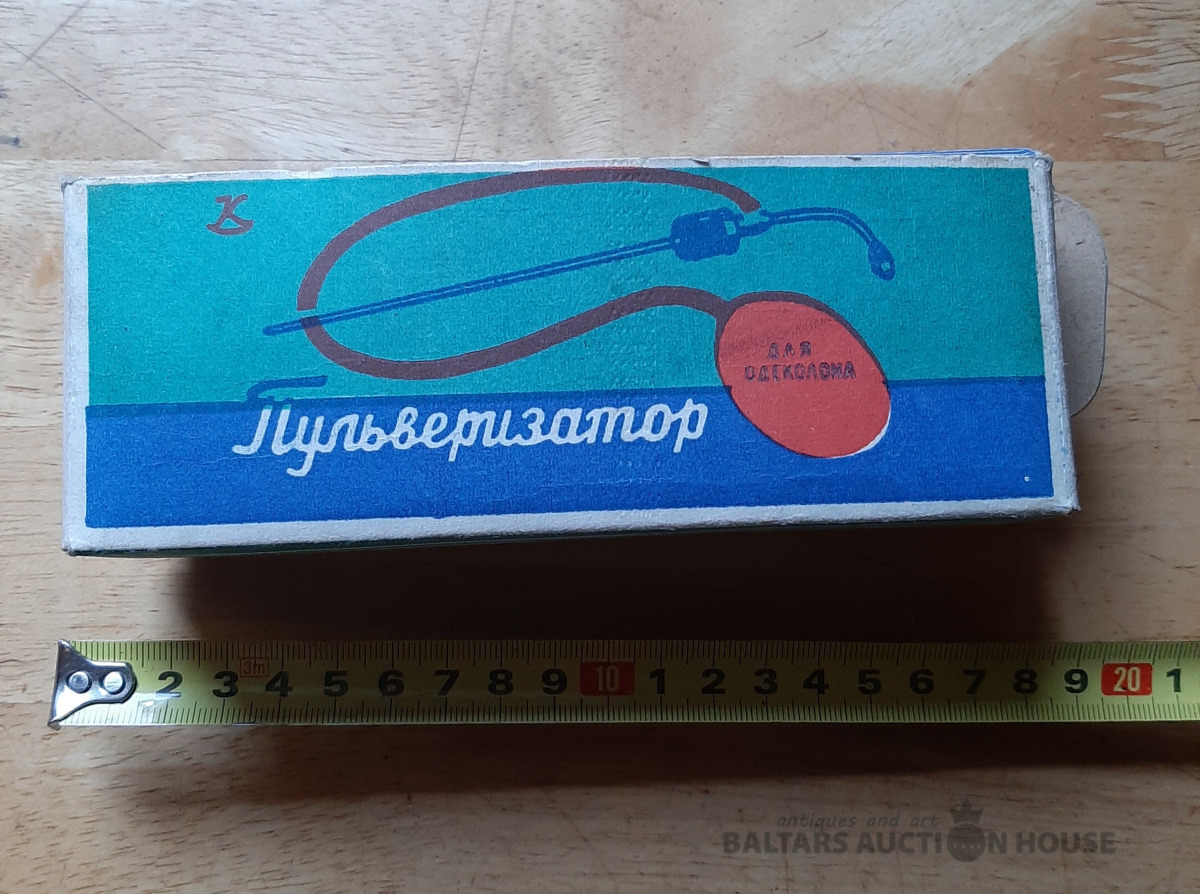 К
ДЛЯ
ОДЕКОЛОНА
Пульверизатор
3m
2 3 4 5 6 7 8 9 10 1 2 3 4 5 6 7 8 9 20 1
antiques and art
BALTARS AUCTION HOUSE